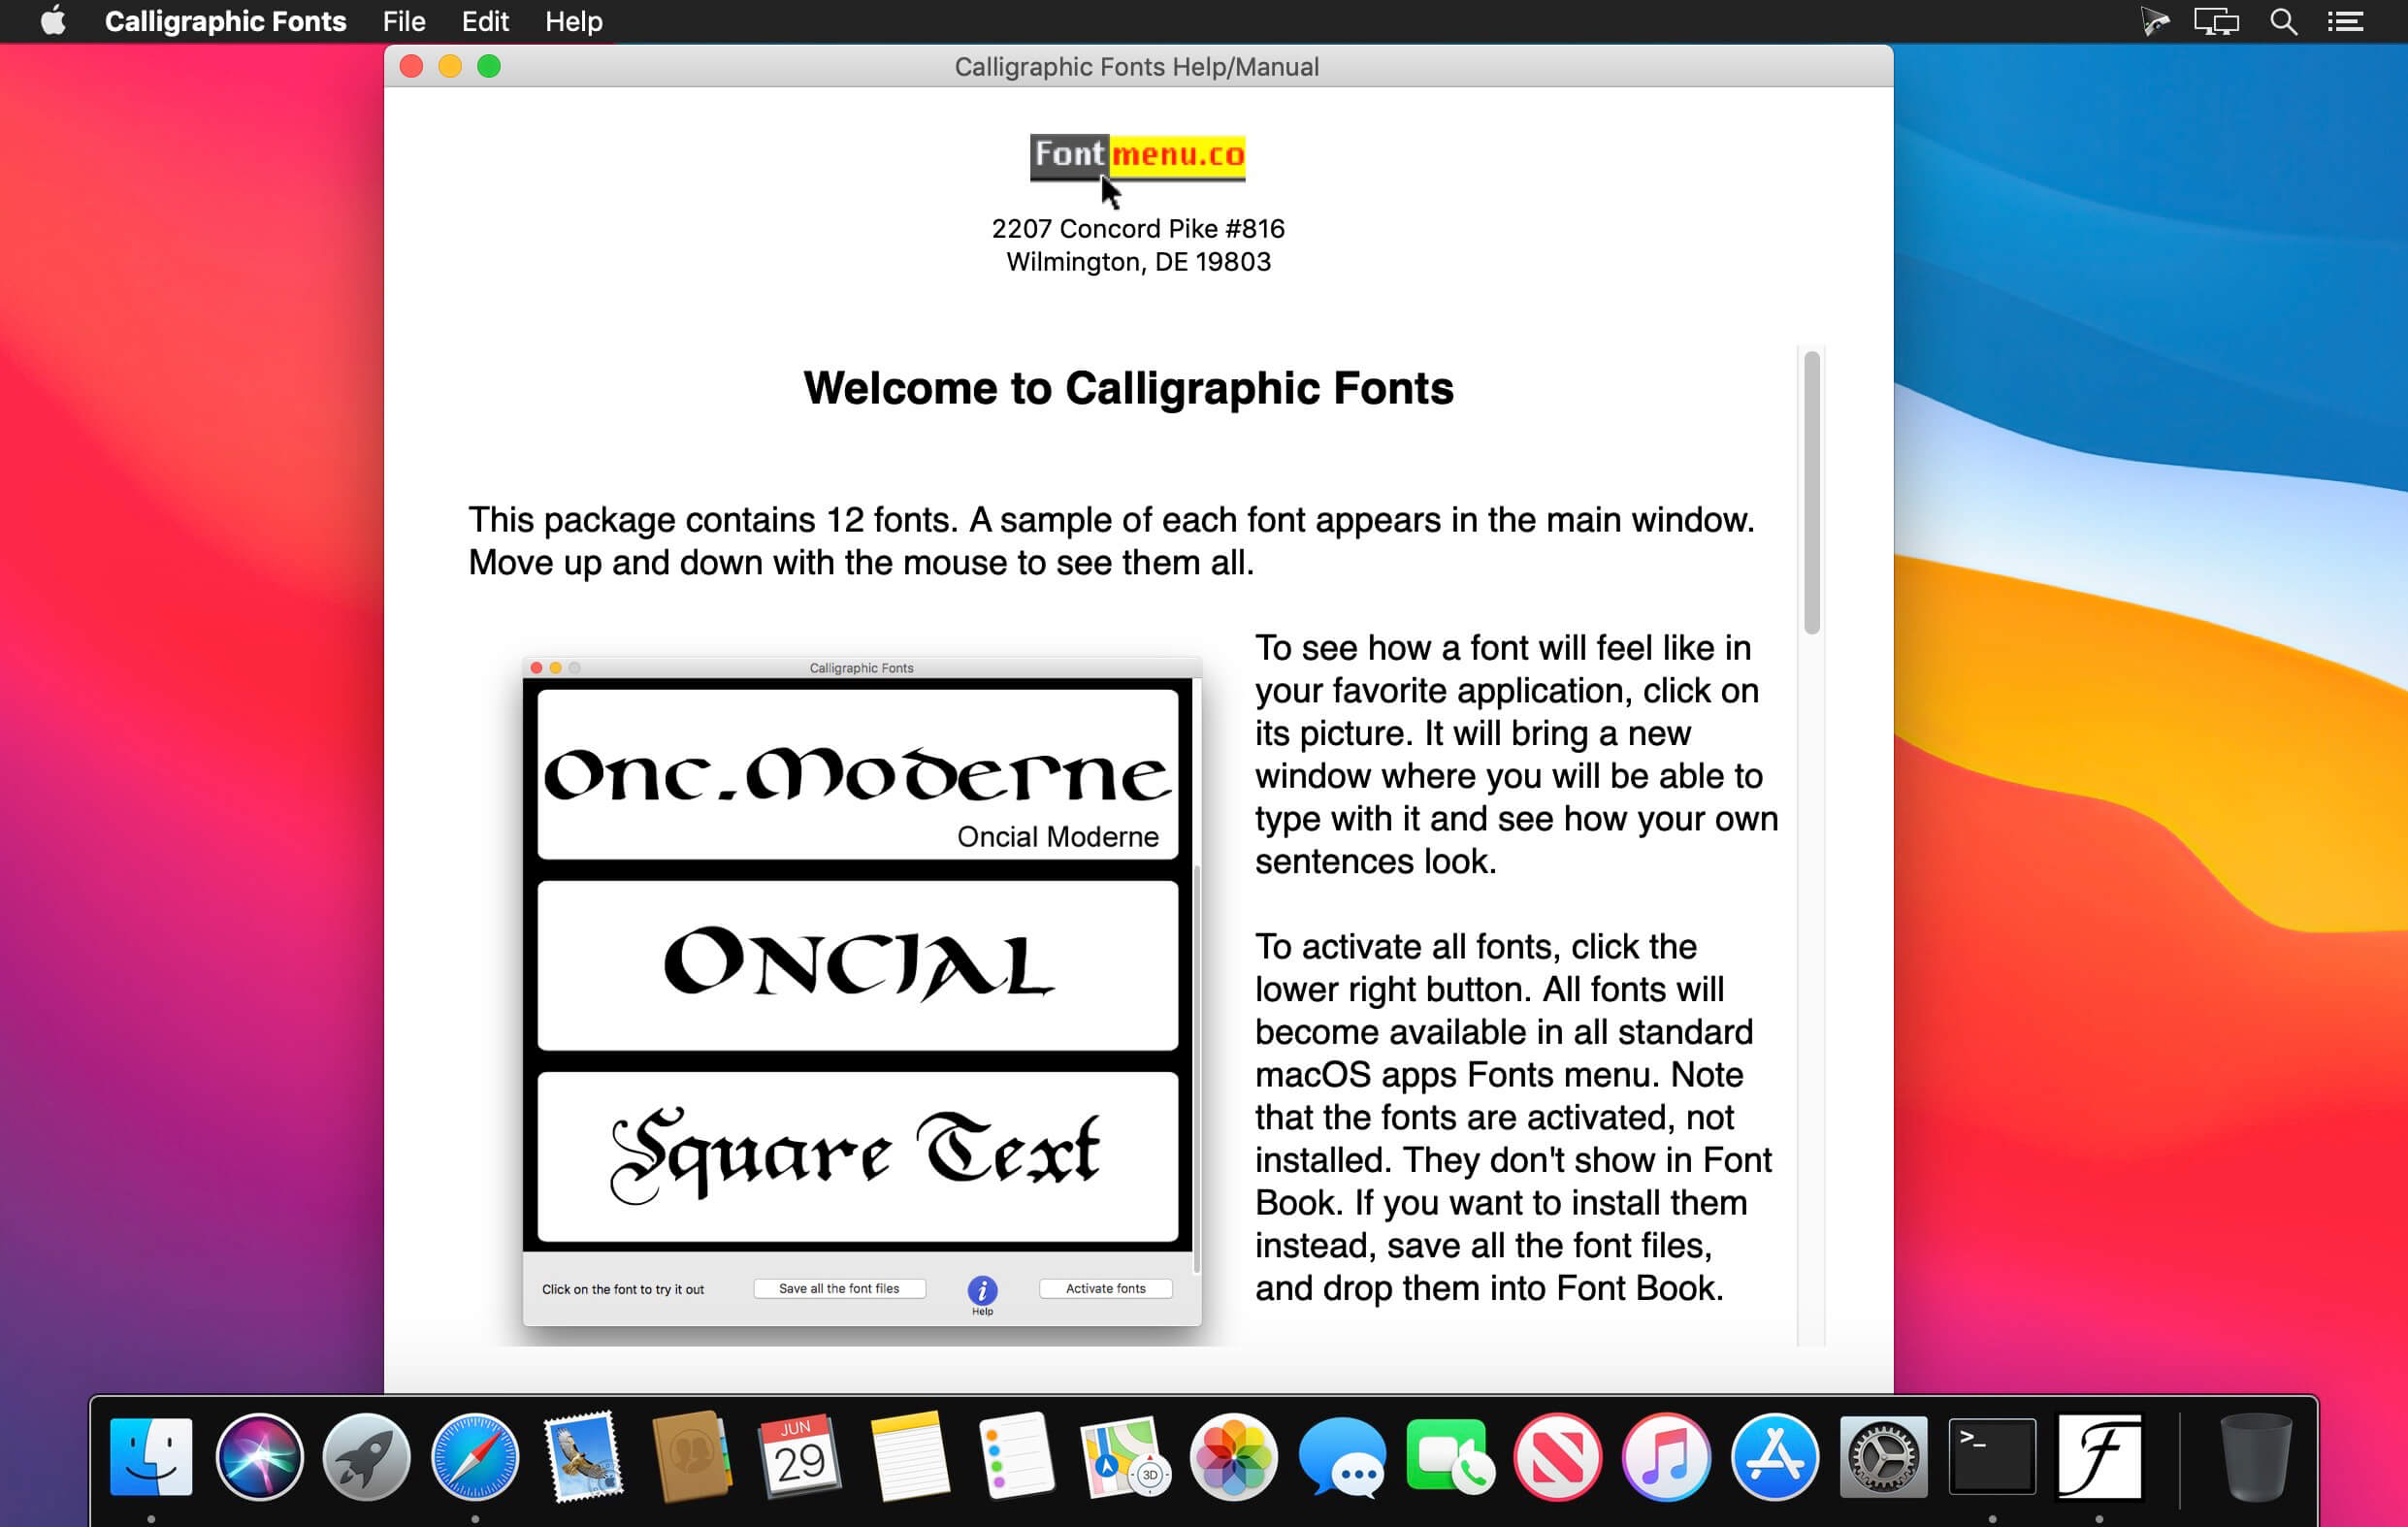 Calligraphic Fonts File Edit Help
Calligraphic Fonts Help/Manual
Fontmenu.co
2207 Concord Pike #816
Wilmington, DE 19803
Welcome to Calligraphic Fonts
This package contains 12 fonts. A sample of each font appears in the main window.
Move up and down with the mouse to see them all.
Calligraphic Fonts
Onc.Moderne
Oncial Moderne
Oncial
Square Text
Click on the font to try it out
Save all the font files
i
Help
Activate fonts
To see how a font will feel like in
your favorite application, click on
its picture. It will bring a new
window where you will be able to
type with it and see how your own
sentences look.
To activate all fonts, click the
lower right button. All fonts will
become available in all standard
macOS apps Fonts menu. Note
that the fonts are activated, not
installed. They don't show in Font
Book. If you want to install them
instead, save all the font files,
and drop them into Font Book.
JUN
29
3D
>_
F